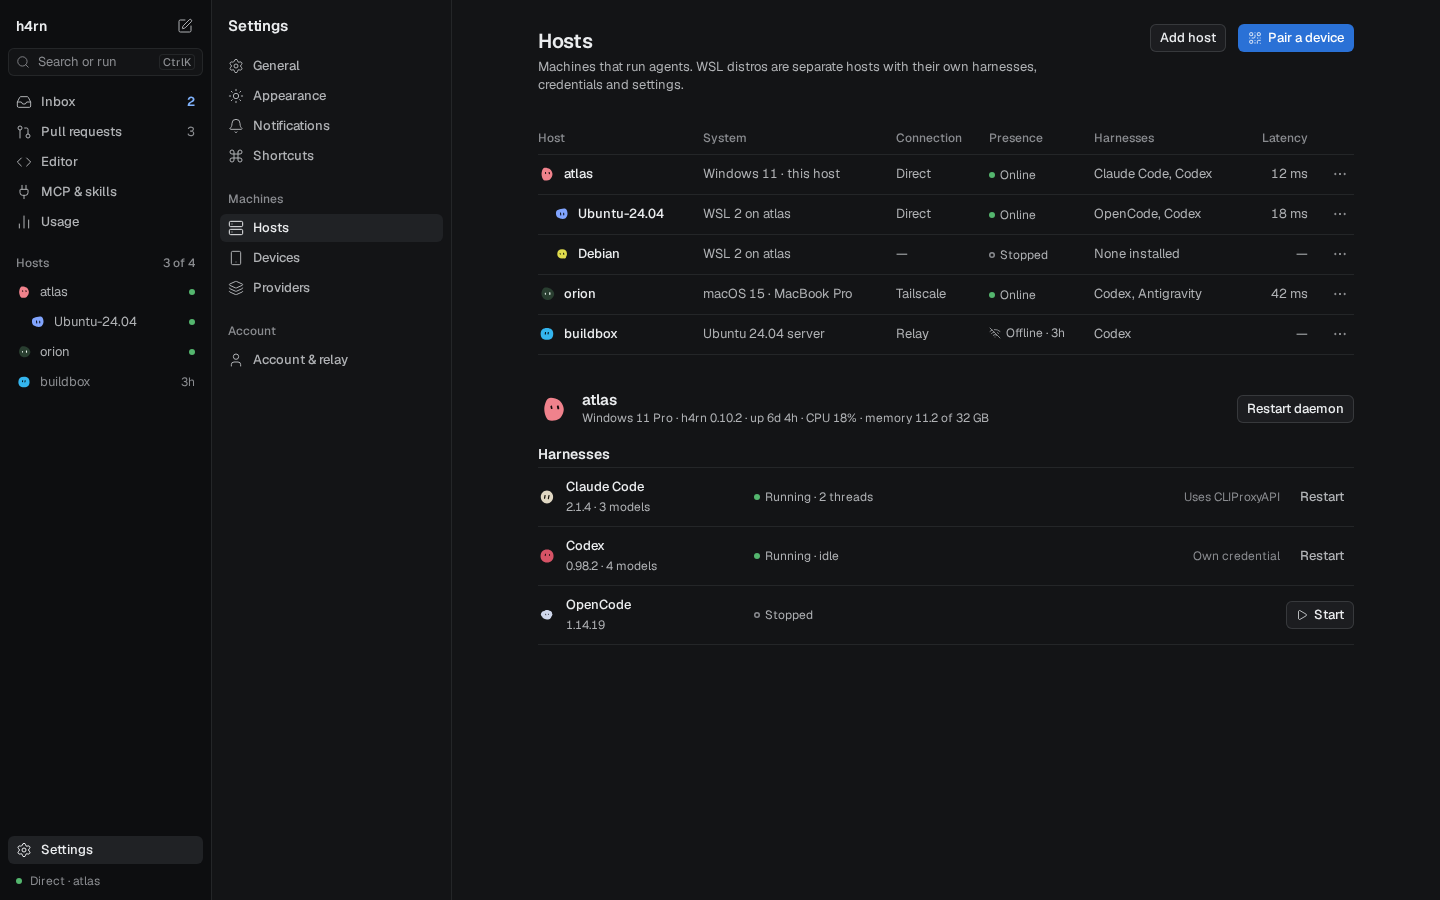 h4rn
Search or run CtrlK
Inbox 2
Pull requests 3
Editor
MCP & skills
Usage
Hosts 3 of 4
atlas
Ubuntu-24.04
orion
buildbox 3h
Settings
Direct · atlas
Settings
General
Appearance
Notifications
Shortcuts
Machines
Hosts
Devices
Providers
Account
Account & relay
Hosts
Machines that run agents. WSL distros are separate hosts with their own harnesses,
credentials and settings.
Add host
Pair a device
Host System Connection Presence Harnesses Latency
atlas Windows 11 · this host Direct Online Claude Code, Codex 12 ms ···
Ubuntu-24.04 WSL 2 on atlas Direct Online OpenCode, Codex 18 ms ···
Debian WSL 2 on atlas — Stopped None installed — ···
orion macOS 15 · MacBook Pro Tailscale Online Codex, Antigravity 42 ms ···
buildbox Ubuntu 24.04 server Relay Offline · 3h Codex — ···
atlas
Windows 11 Pro · h4rn 0.10.2 · up 6d 4h · CPU 18% · memory 11.2 of 32 GB
Restart daemon
Harnesses
Claude Code
2.1.4 · 3 models
Running · 2 threads
Uses CLIProxyAPI
Restart
Codex
0.98.2 · 4 models
Running · idle
Own credential
Restart
OpenCode
1.14.19
Stopped
Start